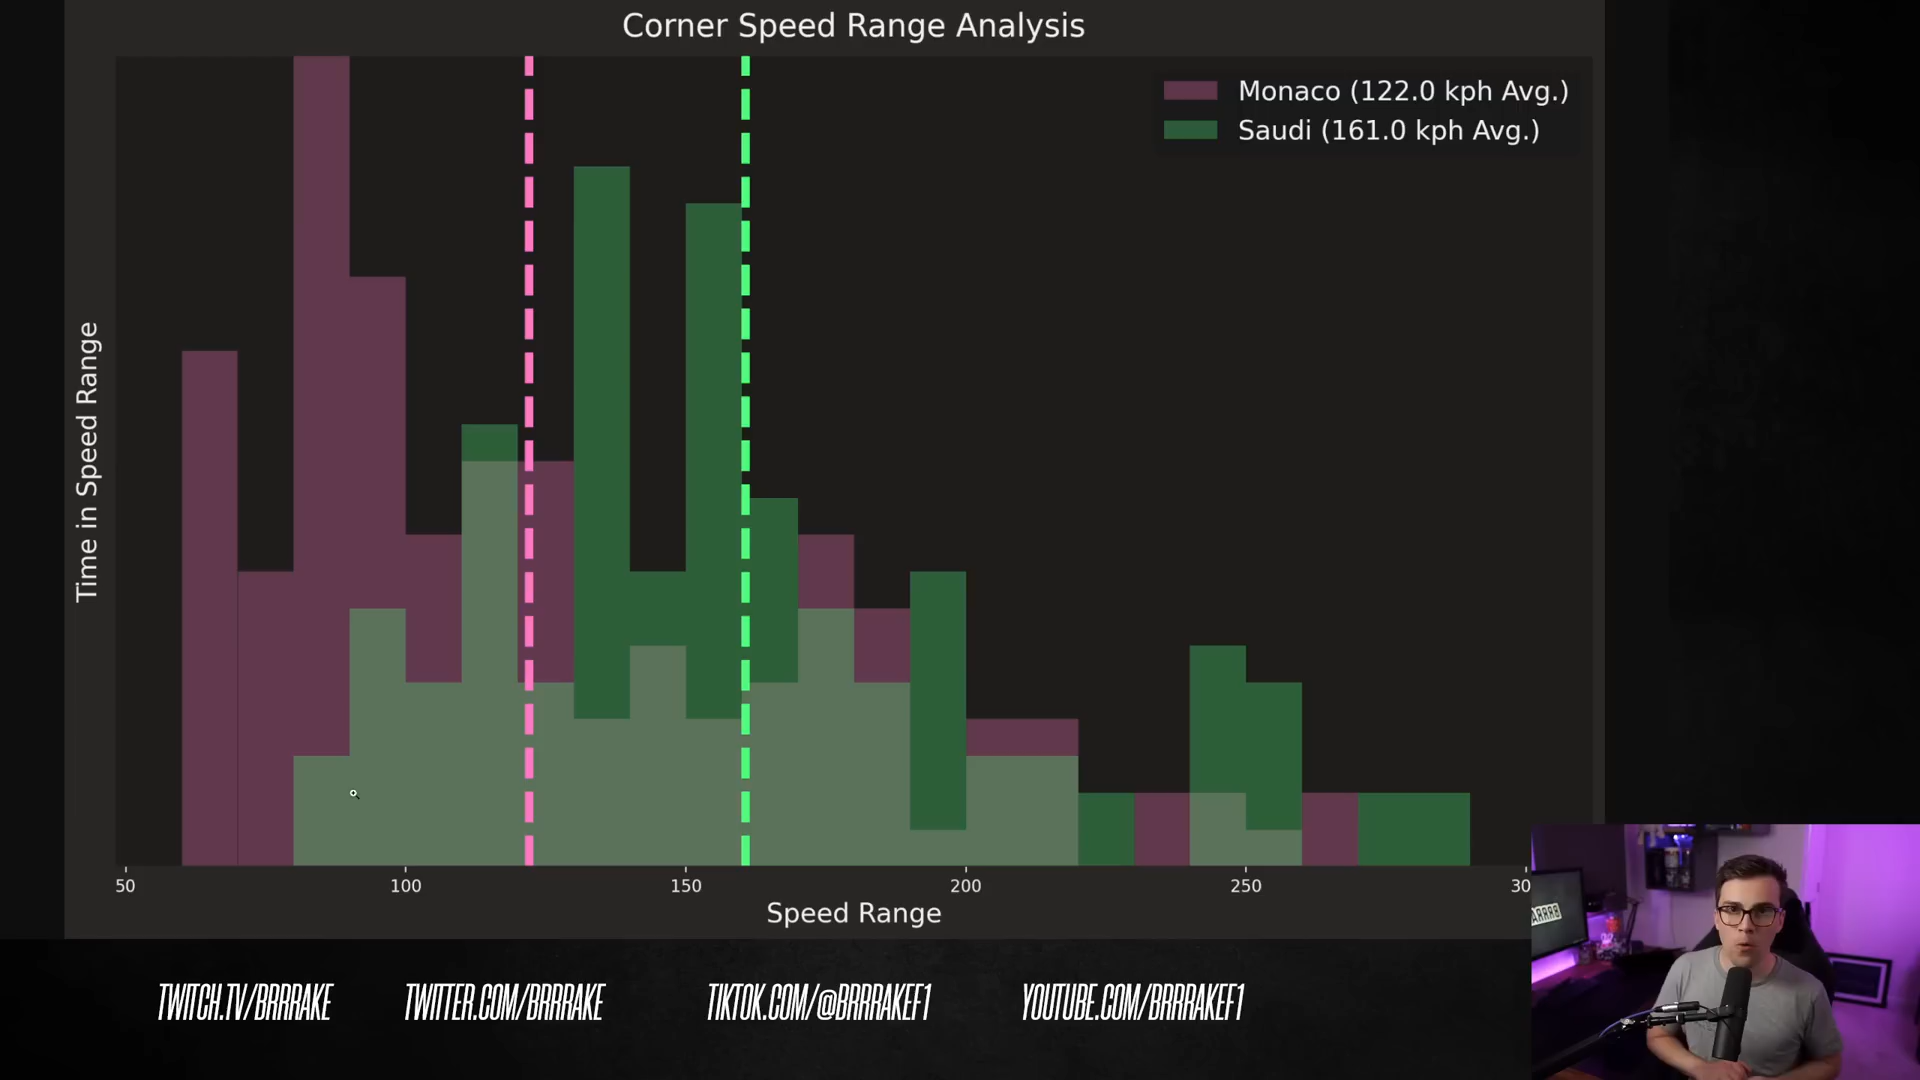 Corner Speed Range Analysis
Monaco (122.0 kph Avg.)
Saudi (161.0 kph Avg.)
Time in Speed Range
50 100 150 200 250 30
Speed Range
TWITCH.TV/BRRRAKE TWITTER.COM/BRRRAKE TIKTOK.COM/@BRRRAKEF1 YOUTUBE.COM/BRRRAKEF1